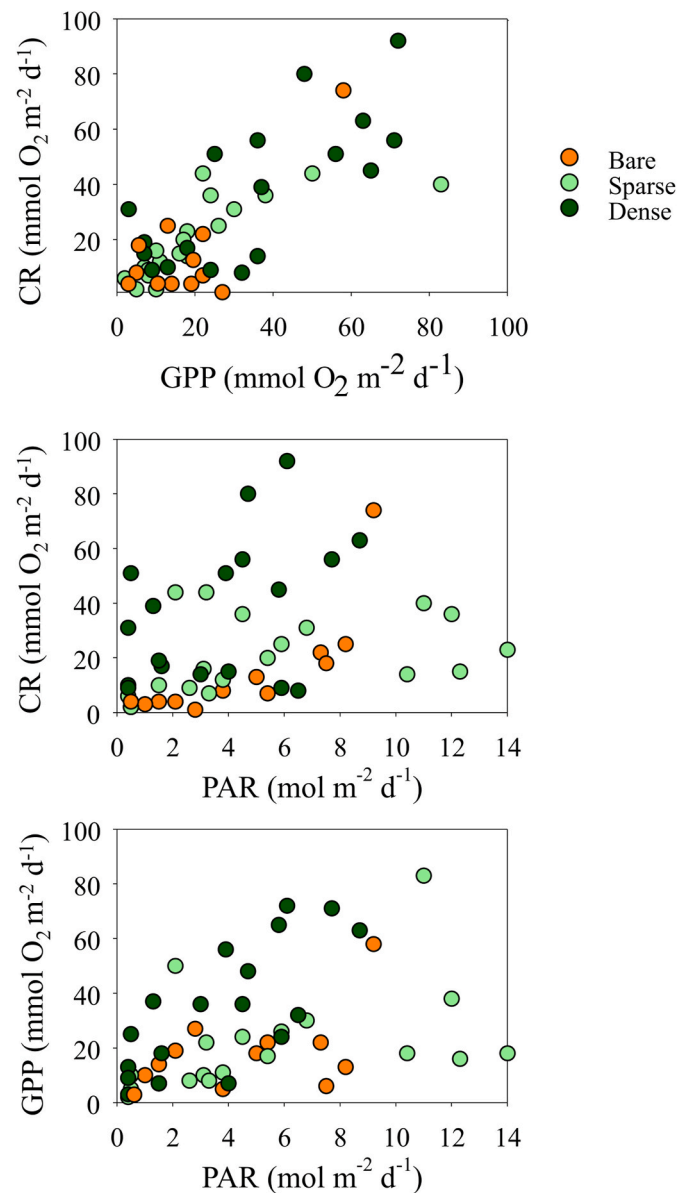 100
80
60
40
20
CR (mmol O₂ m⁻² d⁻¹)
0 20 40 60 80 100
GPP (mmol O₂ m⁻² d⁻¹)
Bare
Sparse
Dense
100
80
60
40
20
0
CR (mmol O₂ m⁻² d⁻¹)
0 2 4 6 8 10 12 14
PAR (mol m⁻² d⁻¹)
100
80
60
40
20
0
GPP (mmol O₂ m⁻² d⁻¹)
0 2 4 6 8 10 12 14
PAR (mol m⁻² d⁻¹)